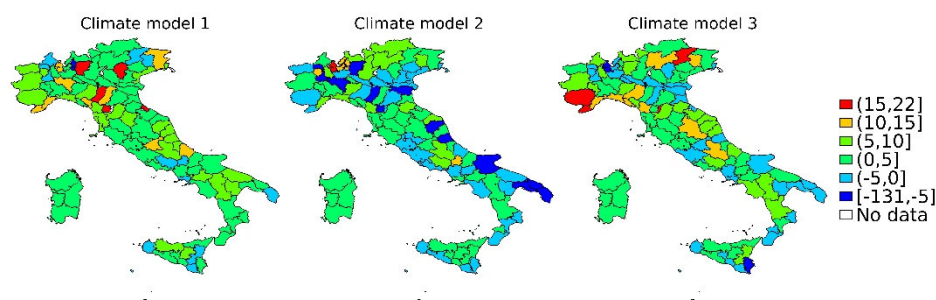 Climate model 1
Climate model 2
Climate model 3
(15,22]
(10,15]
(5,10]
(0,5]
(-5,0]
[-131,-5]
No data